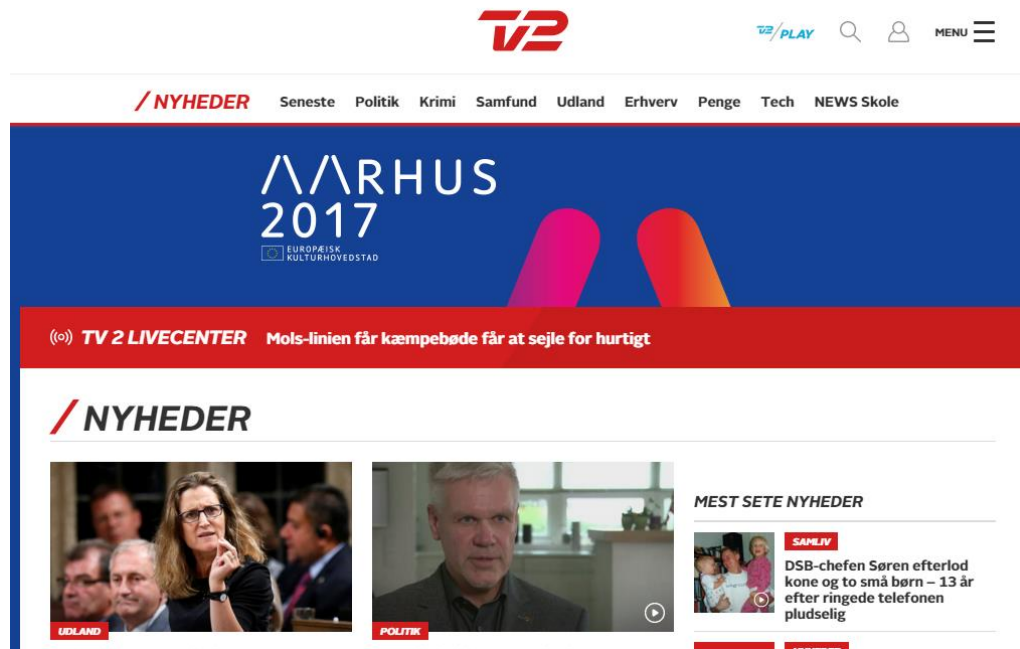 TV2
TV2/PLAY
MENU
/ NYHEDER Seneste Politik Krimi Samfund Udland Erhverv Penge Tech NEWS Skole
AARHUS
2017
EUROPÆISK
KULTURHOVEDSTAD
TV 2 LIVECENTER Mols-linien får kæmpebøde får at sejle for hurtigt
/ NYHEDER
UDLAND
POLITIK
MEST SETE NYHEDER
SAMLIV
DSB-chefen Søren efterlod
kone og to små børn – 13 år
efter ringede telefonen
pludselig